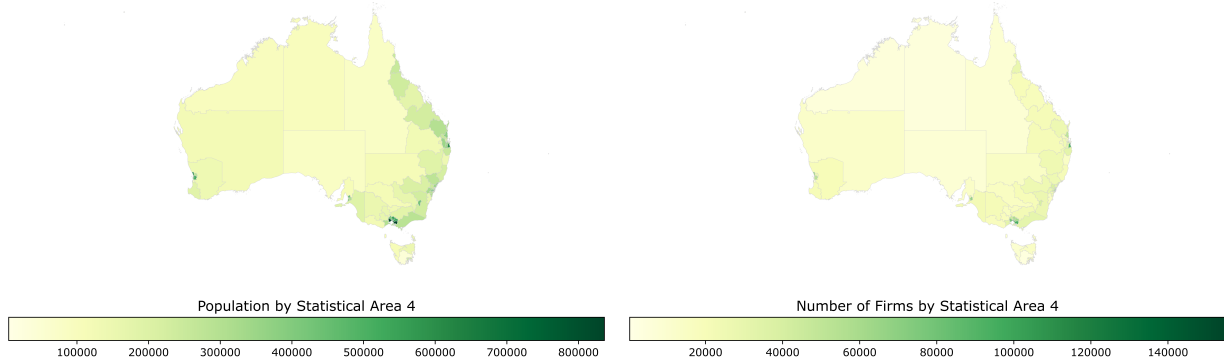 Population by Statistical Area 4
100000 200000 300000 400000 500000 600000 700000 800000
Number of Firms by Statistical Area 4
20000 40000 60000 80000 100000 120000 140000